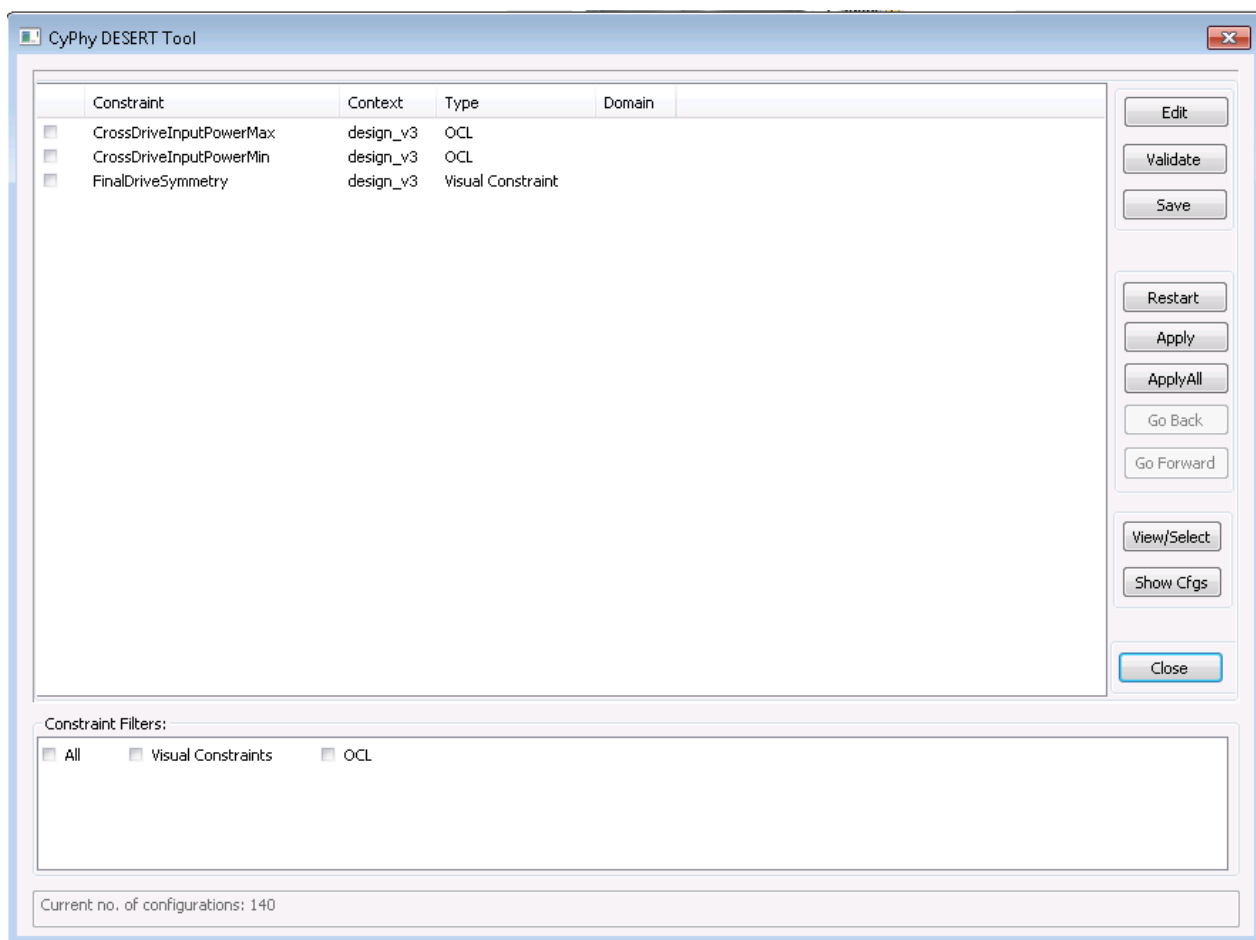 CyPhy DESERT Tool
Constraint Context Type Domain
CrossDriveInputPowerMax design_v3 OCL
CrossDriveInputPowerMin design_v3 OCL
FinalDriveSymmetry design_v3 Visual Constraint
Edit
Validate
Save
Restart
Apply
ApplyAll
Go Back
Go Forward
View/Select
Show Cfgs
Close
Constraint Filters:
All Visual Constraints OCL
Current no. of configurations: 140